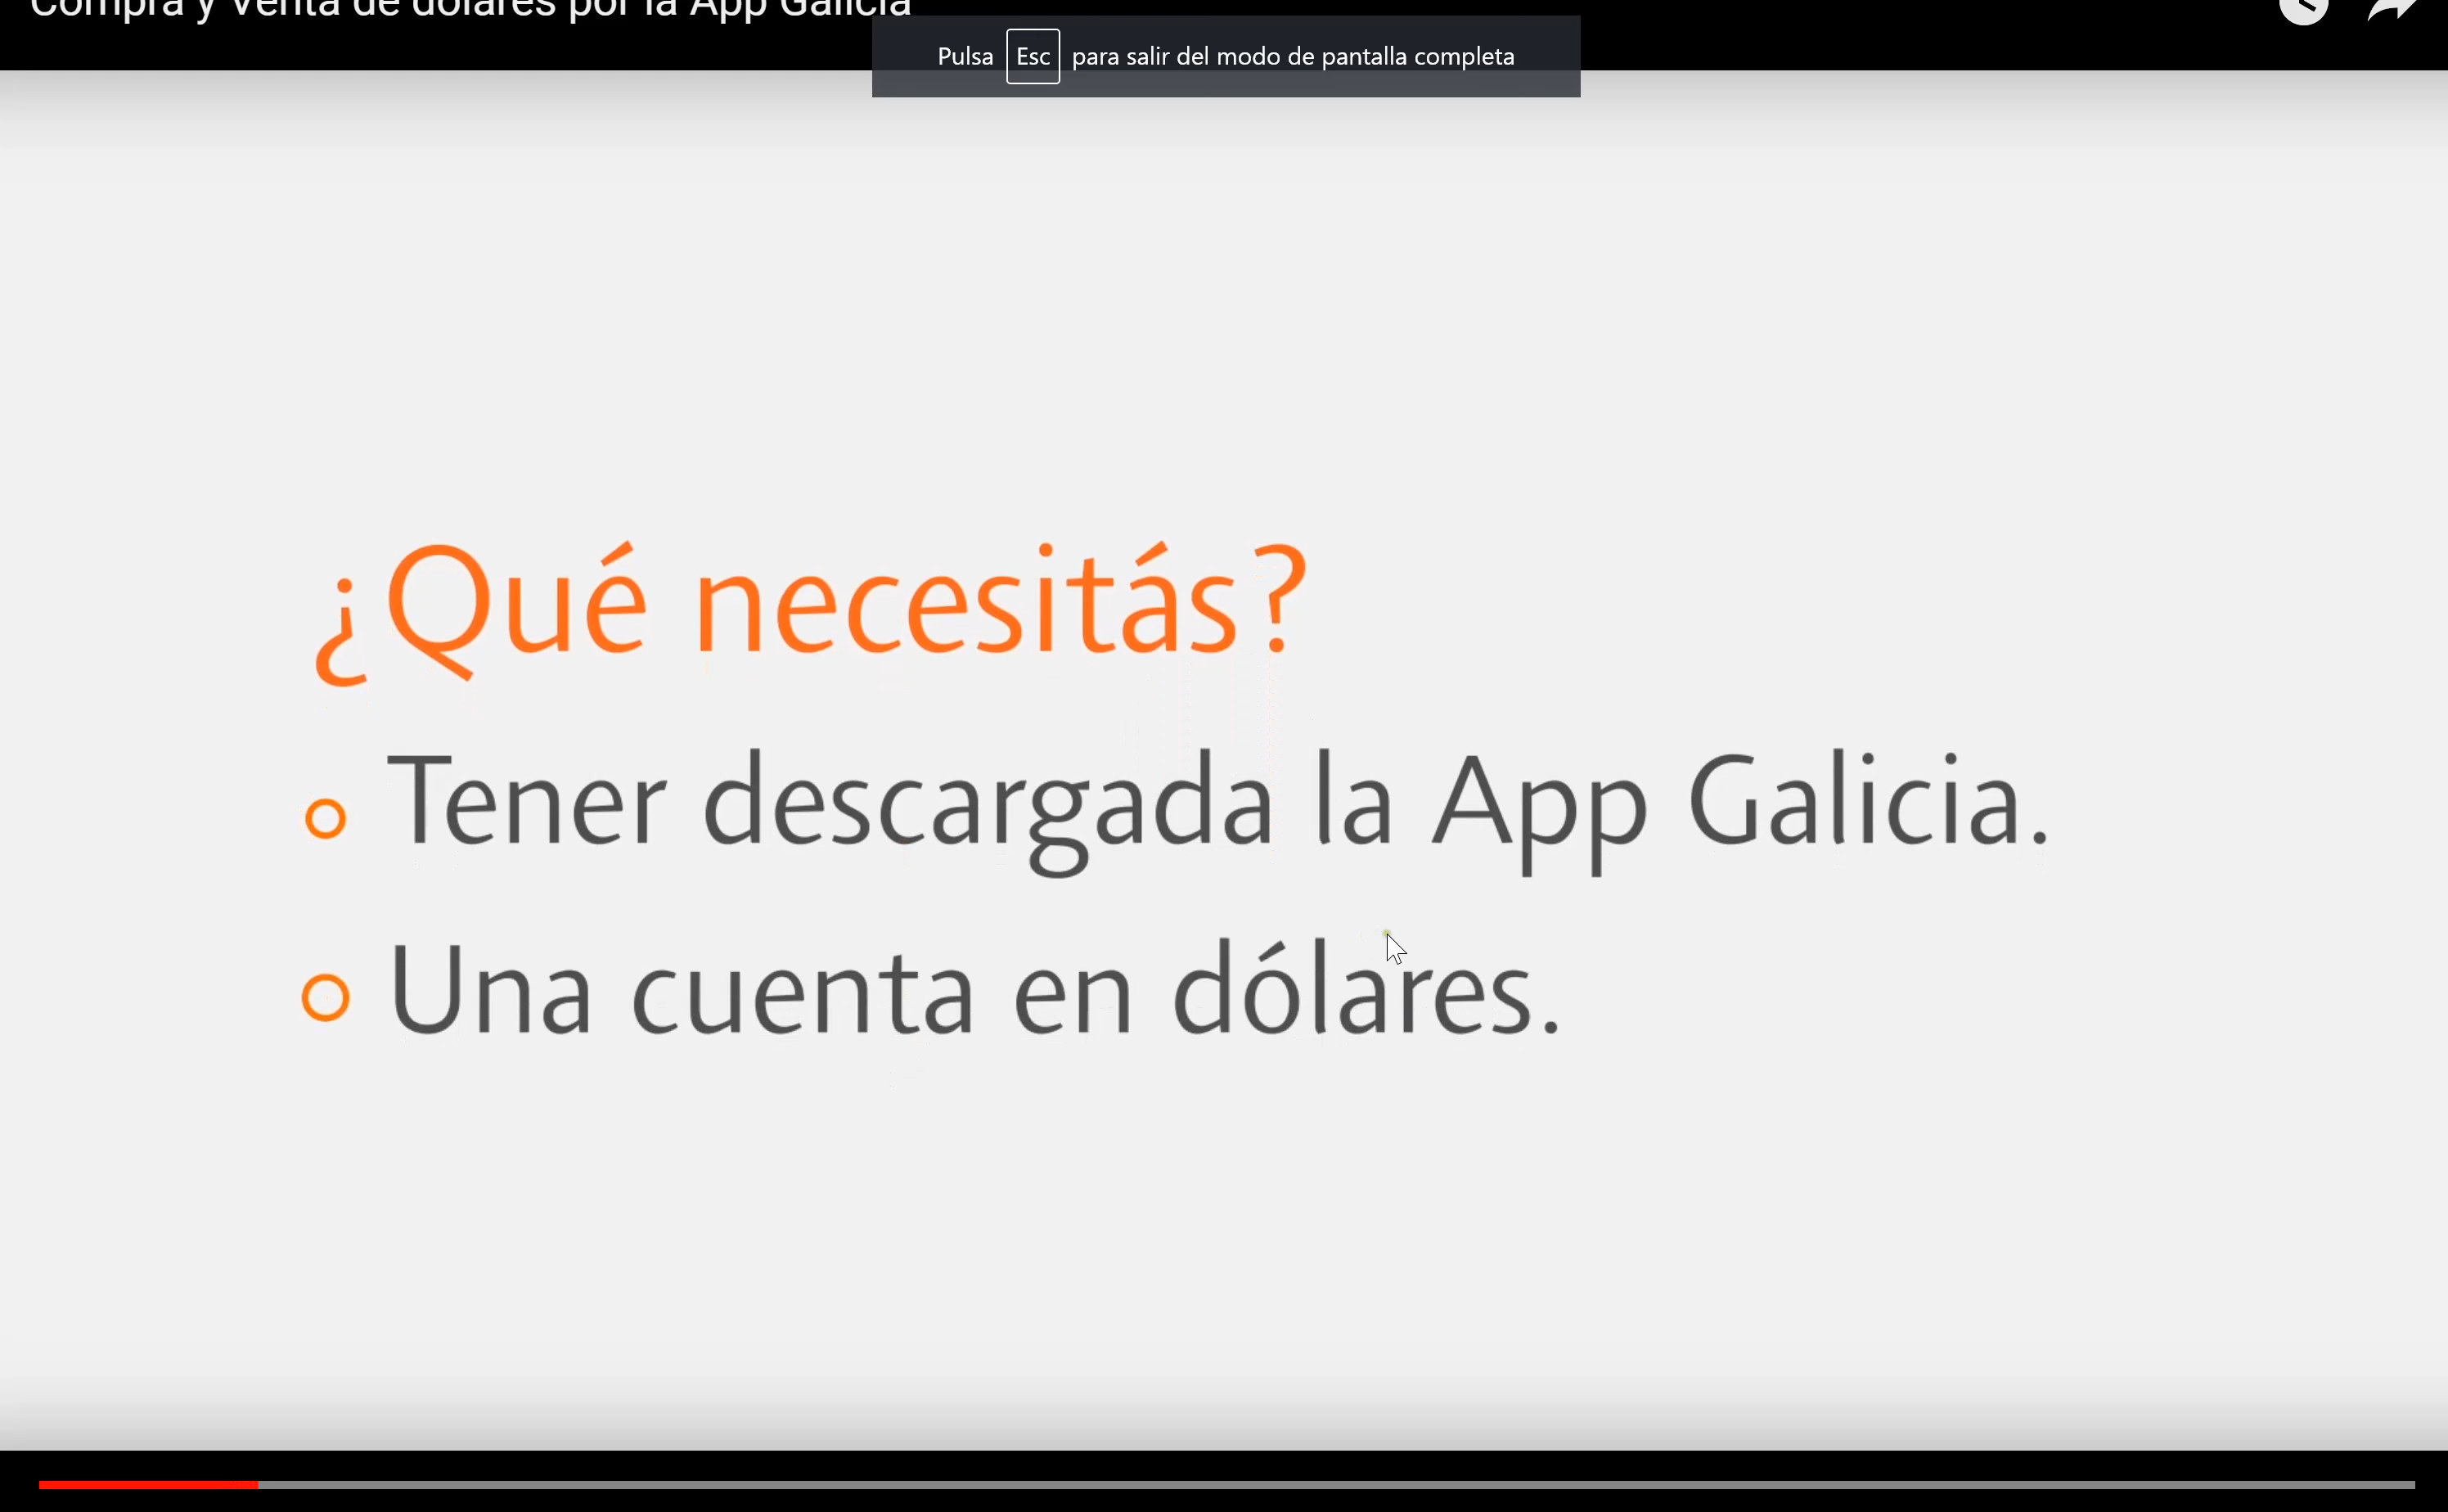 Compra y Venta de dólares por la App Galicia
Pulsa Esc para salir del modo de pantalla completa
¿Qué necesitás?
Tener descargada la App Galicia.
Una cuenta en dólares.